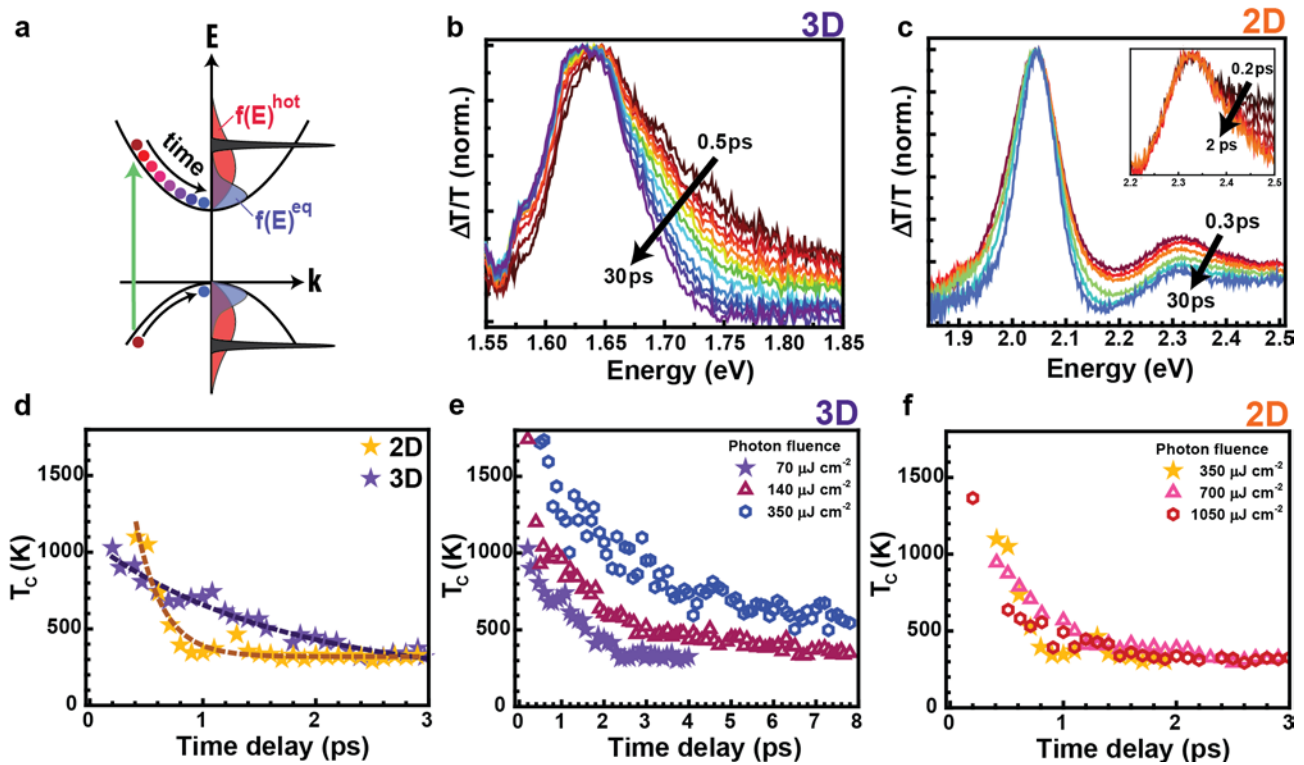 a
E
f(E)hot
time
f(E)eq
k
b
3D
ΔT/T (norm.)
0.5ps
30ps
1.55 1.60 1.65 1.70 1.75 1.80 1.85
Energy (eV)
c
2D
ΔT/T (norm.)
0.2ps
2 ps
2.2 2.3 2.4 2.5
0.3ps
30ps
1.9 2.0 2.1 2.2 2.3 2.4 2.5
Energy (eV)
d
2D
3D
TC (K)
1500
1000
500
0
0 1 2 3
Time delay (ps)
e
3D
Photon fluence
70 μJ cm-2
140 μJ cm-2
350 μJ cm-2
TC (K)
1500
1000
500
0
0 1 2 3 4 5 6 7 8
Time delay (ps)
f
2D
Photon fluence
350 μJ cm-2
700 μJ cm-2
1050 μJ cm-2
TC (K)
1500
1000
500
0
0 1 2 3
Time delay (ps)